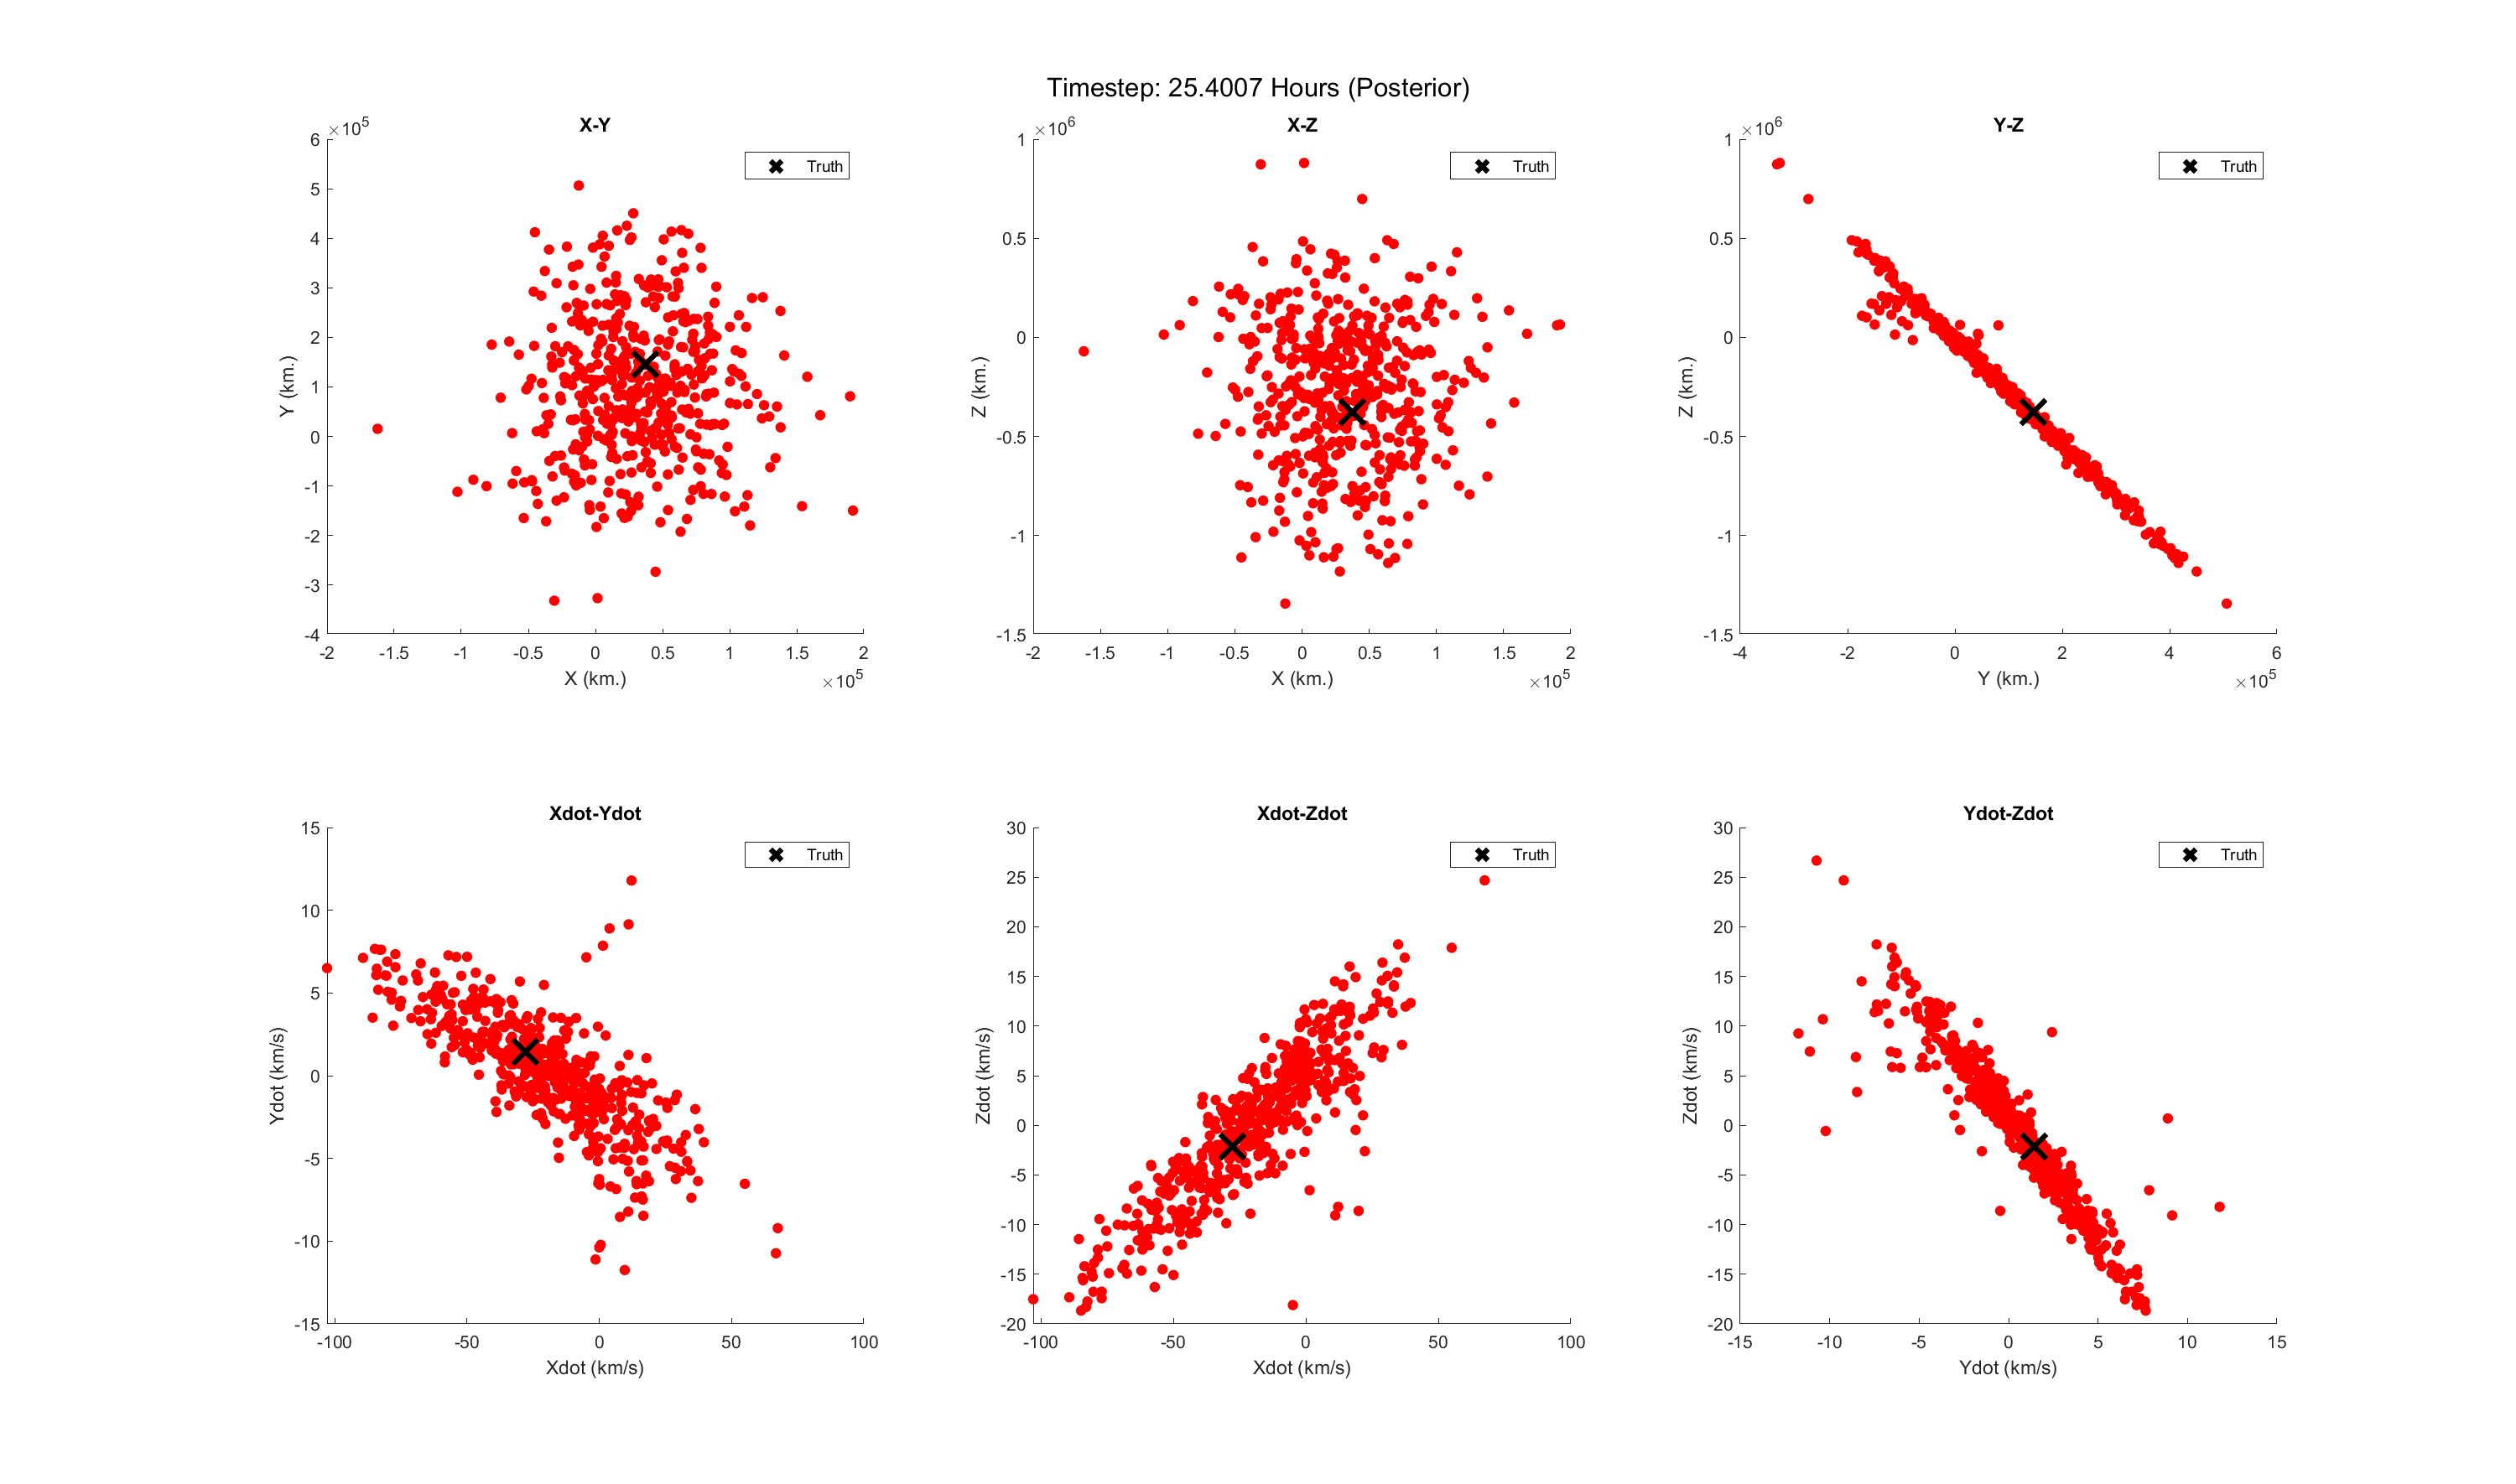 Timestep: 25.4007 Hours (Posterior)
X-Y
×10^5
6
5
4
3
2
1
0
-1
-2
-3
-4
Y (km.)
-2 -1.5 -1 -0.5 0 0.5 1 1.5 2
X (km.)
×10^5
Truth
X-Z
×10^6
1
0.5
0
-0.5
-1
-1.5
Z (km.)
-2 -1.5 -1 -0.5 0 0.5 1 1.5 2
X (km.)
×10^5
Truth
Y-Z
×10^6
1
0.5
0
-0.5
-1
-1.5
Z (km.)
-4 -2 0 2 4 6
Y (km.)
×10^5
Truth
Xdot-Ydot
15
10
5
0
-5
-10
-15
Ydot (km/s)
-100 -50 0 50 100
Xdot (km/s)
Truth
Xdot-Zdot
30
25
20
15
10
5
0
-5
-10
-15
-20
Zdot (km/s)
-100 -50 0 50 100
Xdot (km/s)
Truth
Ydot-Zdot
30
25
20
15
10
5
0
-5
-10
-15
-20
Zdot (km/s)
-15 -10 -5 0 5 10 15
Ydot (km/s)
Truth